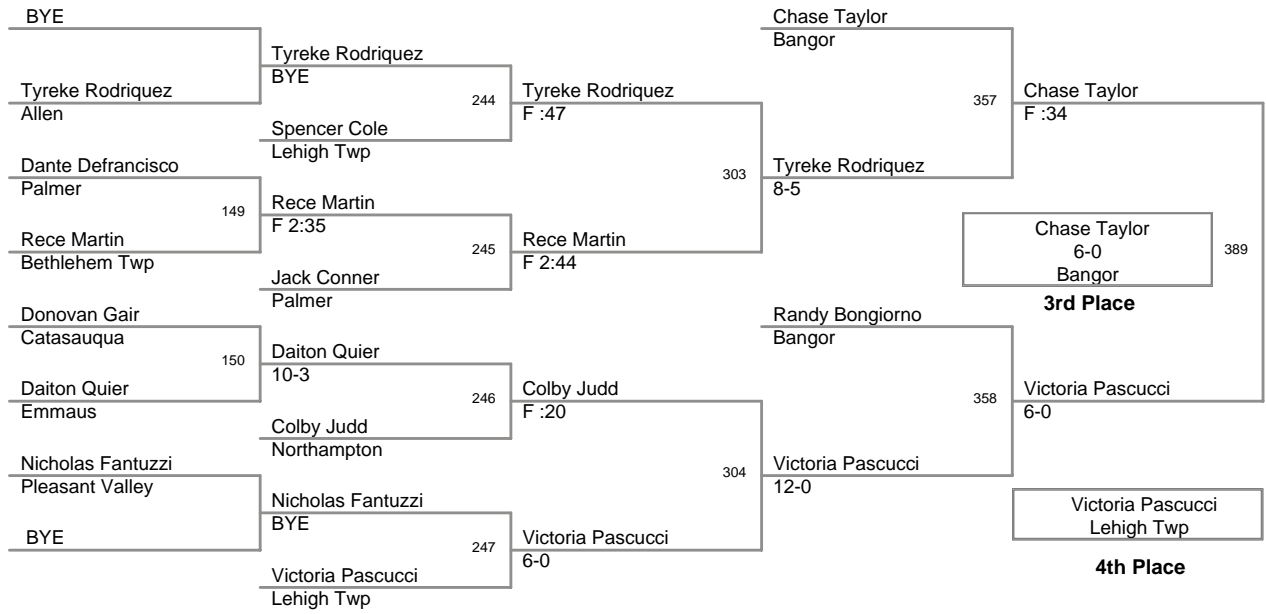 BYE
Tyreke Rodriquez
Allen
Dante Defrancisco
Palmer
149
Rece Martin
Bethlehem Twp
Donovan Gair
Catasauqua
150
Daiton Quier
Emmaus
Nicholas Fantuzzi
Pleasant Valley
BYE
Tyreke Rodriquez
BYE
244
Spencer Cole
Lehigh Twp
Rece Martin
F 2:35
245
Jack Conner
Palmer
Daiton Quier
10-3
246
Colby Judd
Northampton
Nicholas Fantuzzi
BYE
247
Victoria Pascucci
Lehigh Twp
Tyreke Rodriquez
F :47
303
Rece Martin
F 2:44
Colby Judd
F :20
304
Victoria Pascucci
6-0
Chase Taylor
Bangor
357
Tyreke Rodriquez
8-5
Randy Bongiorno
Bangor
358
Victoria Pascucci
12-0
Chase Taylor
F :34
Chase Taylor
6-0
Bangor
389
3rd Place
Victoria Pascucci
6-0
Victoria Pascucci
Lehigh Twp
4th Place